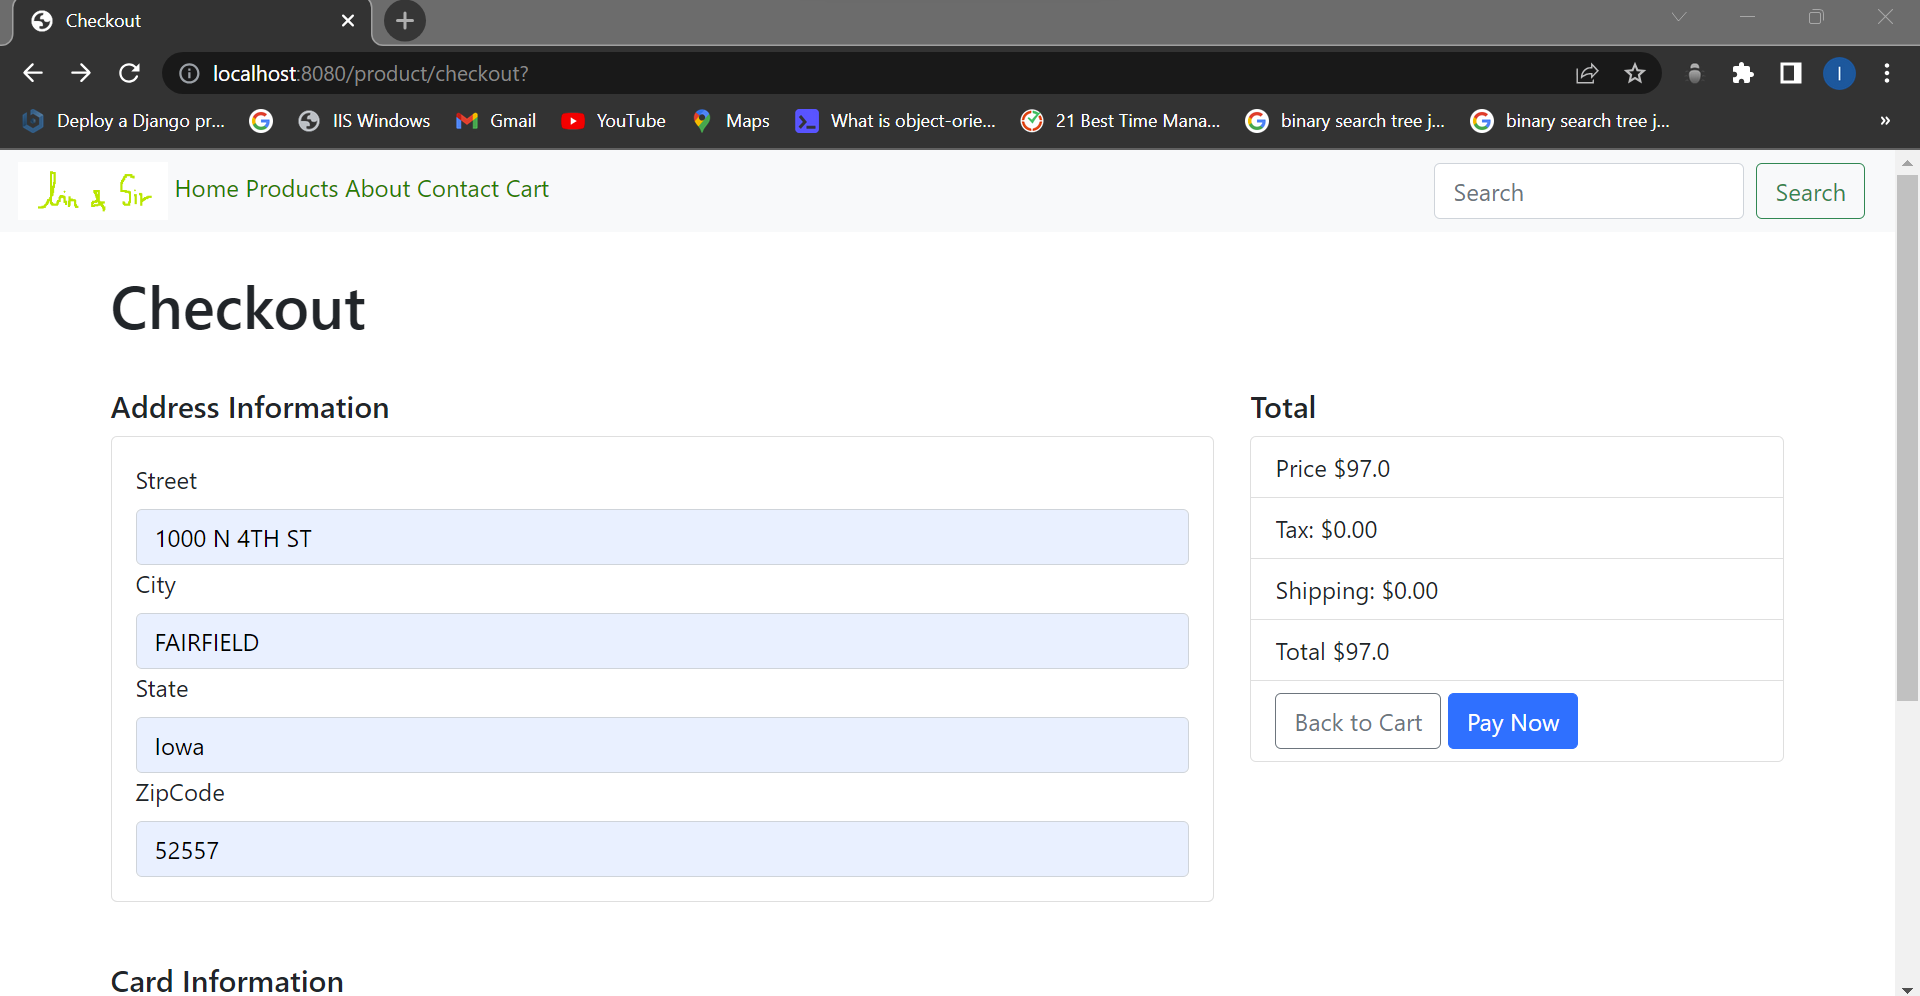 Checkout
localhost:8080/product/checkout?
I
Deploy a Django pr... IIS Windows Gmail YouTube Maps What is object-orie... 21 Best Time Mana... binary search tree j... binary search tree j... »
Lin & Sir Home Products About Contact Cart Search Search
Checkout
Address Information
Street
1000 N 4TH ST
City
FAIRFIELD
State
Iowa
ZipCode
52557
Total
Price $97.0
Tax: $0.00
Shipping: $0.00
Total $97.0
Back to Cart Pay Now
Card Information